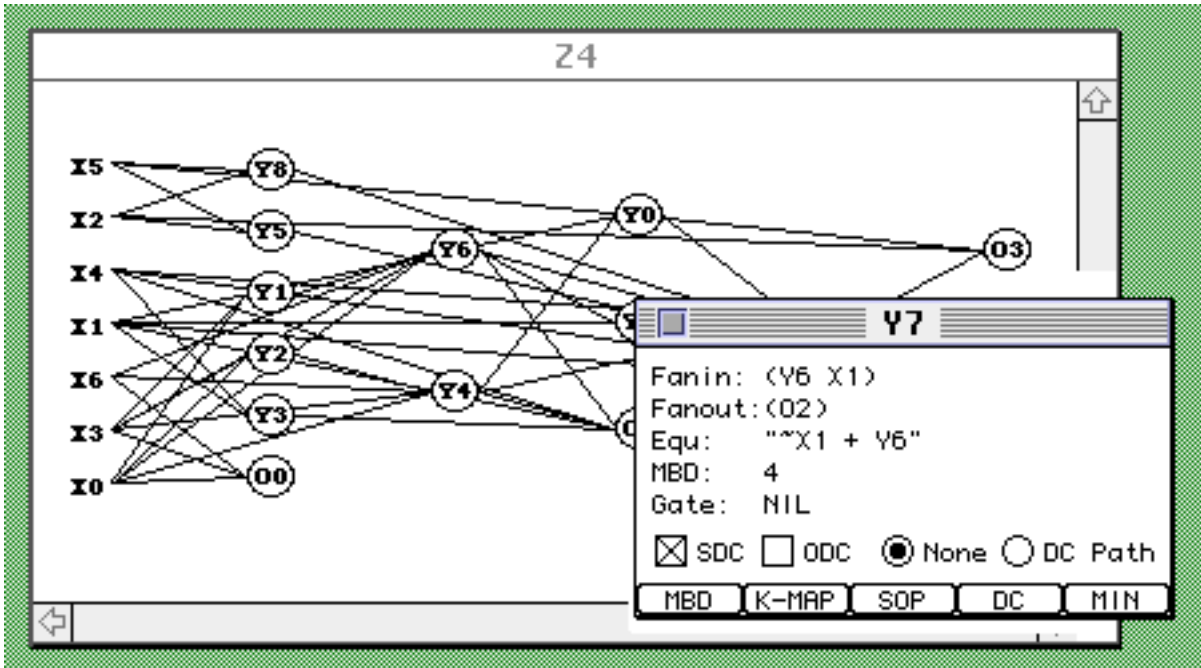 Z4
X5
Y8
X2
Y0
Y5
Y6
O3
X4
Y1
X1
Y7
Y2
X6
Fanin: (Y6 X1)
Y4
Fanout:(O2)
Y3
X3
Equ: "~X1 + Y6"
MBD: 4
O0
X0
Gate: NIL
SDC ODC None DC Path
MBD K-MAP SOP DC MIN